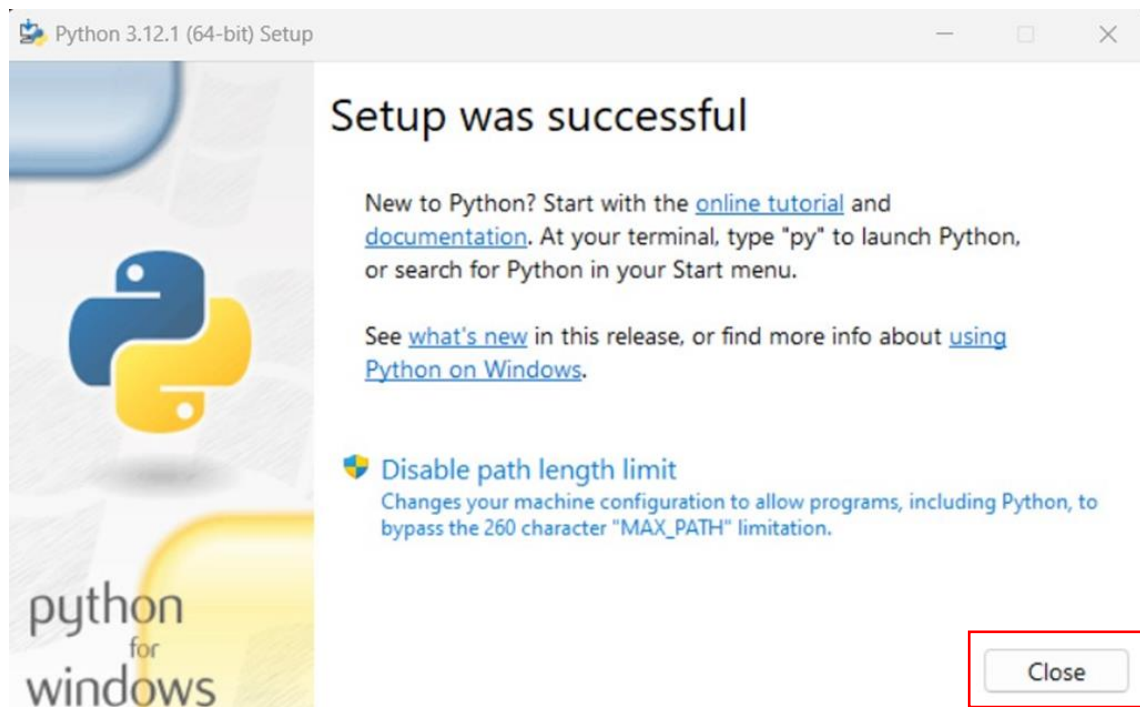 Python 3.12.1 (64-bit) Setup
Setup was successful
New to Python? Start with the online tutorial and
documentation. At your terminal, type "py" to launch Python,
or search for Python in your Start menu.
See what's new in this release, or find more info about using
Python on Windows.
Disable path length limit
Changes your machine configuration to allow programs, including Python, to
bypass the 260 character "MAX_PATH" limitation.
python
for
windows
Close